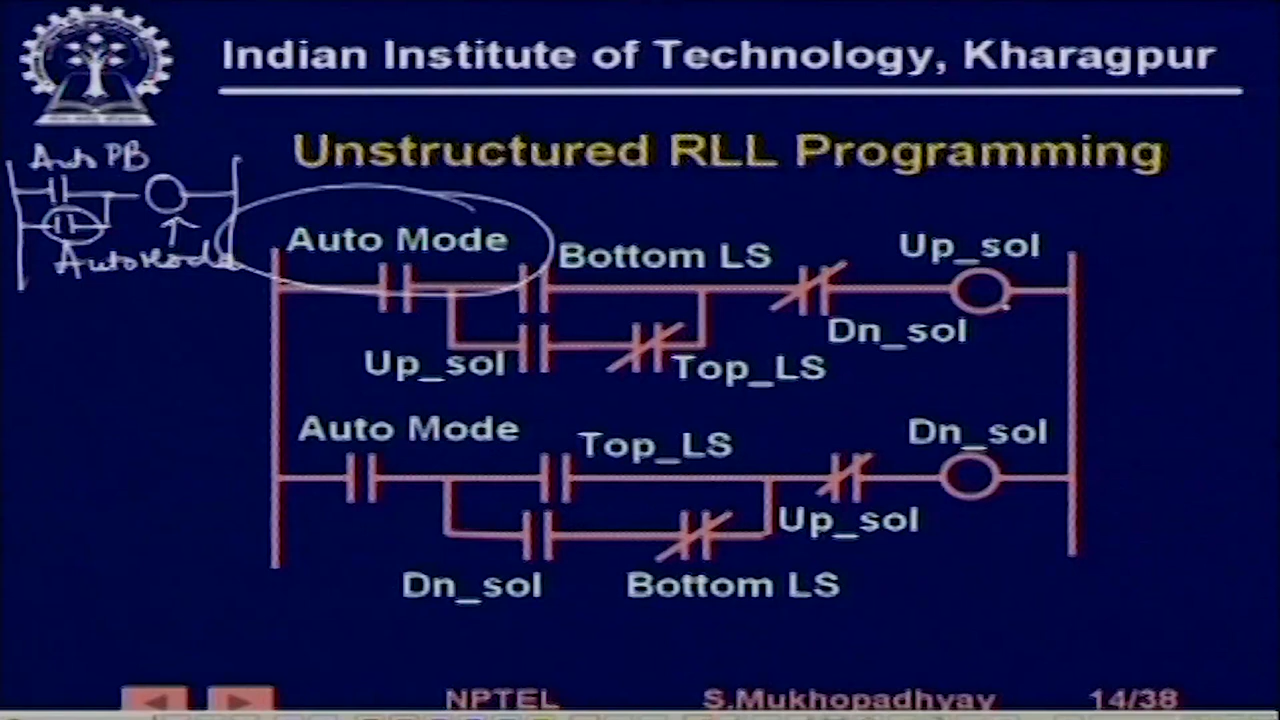 Indian Institute of Technology, Kharagpur
Unstructured RLL Programming
Auto PB
Auto Mode
Auto Mode
Bottom LS
Up_sol
Dn_sol
Up_sol
Top_LS
Auto Mode
Top_LS
Dn_sol
Up_sol
Dn_sol
Bottom LS
NPTEL
S.Mukhopadhyay
14/38